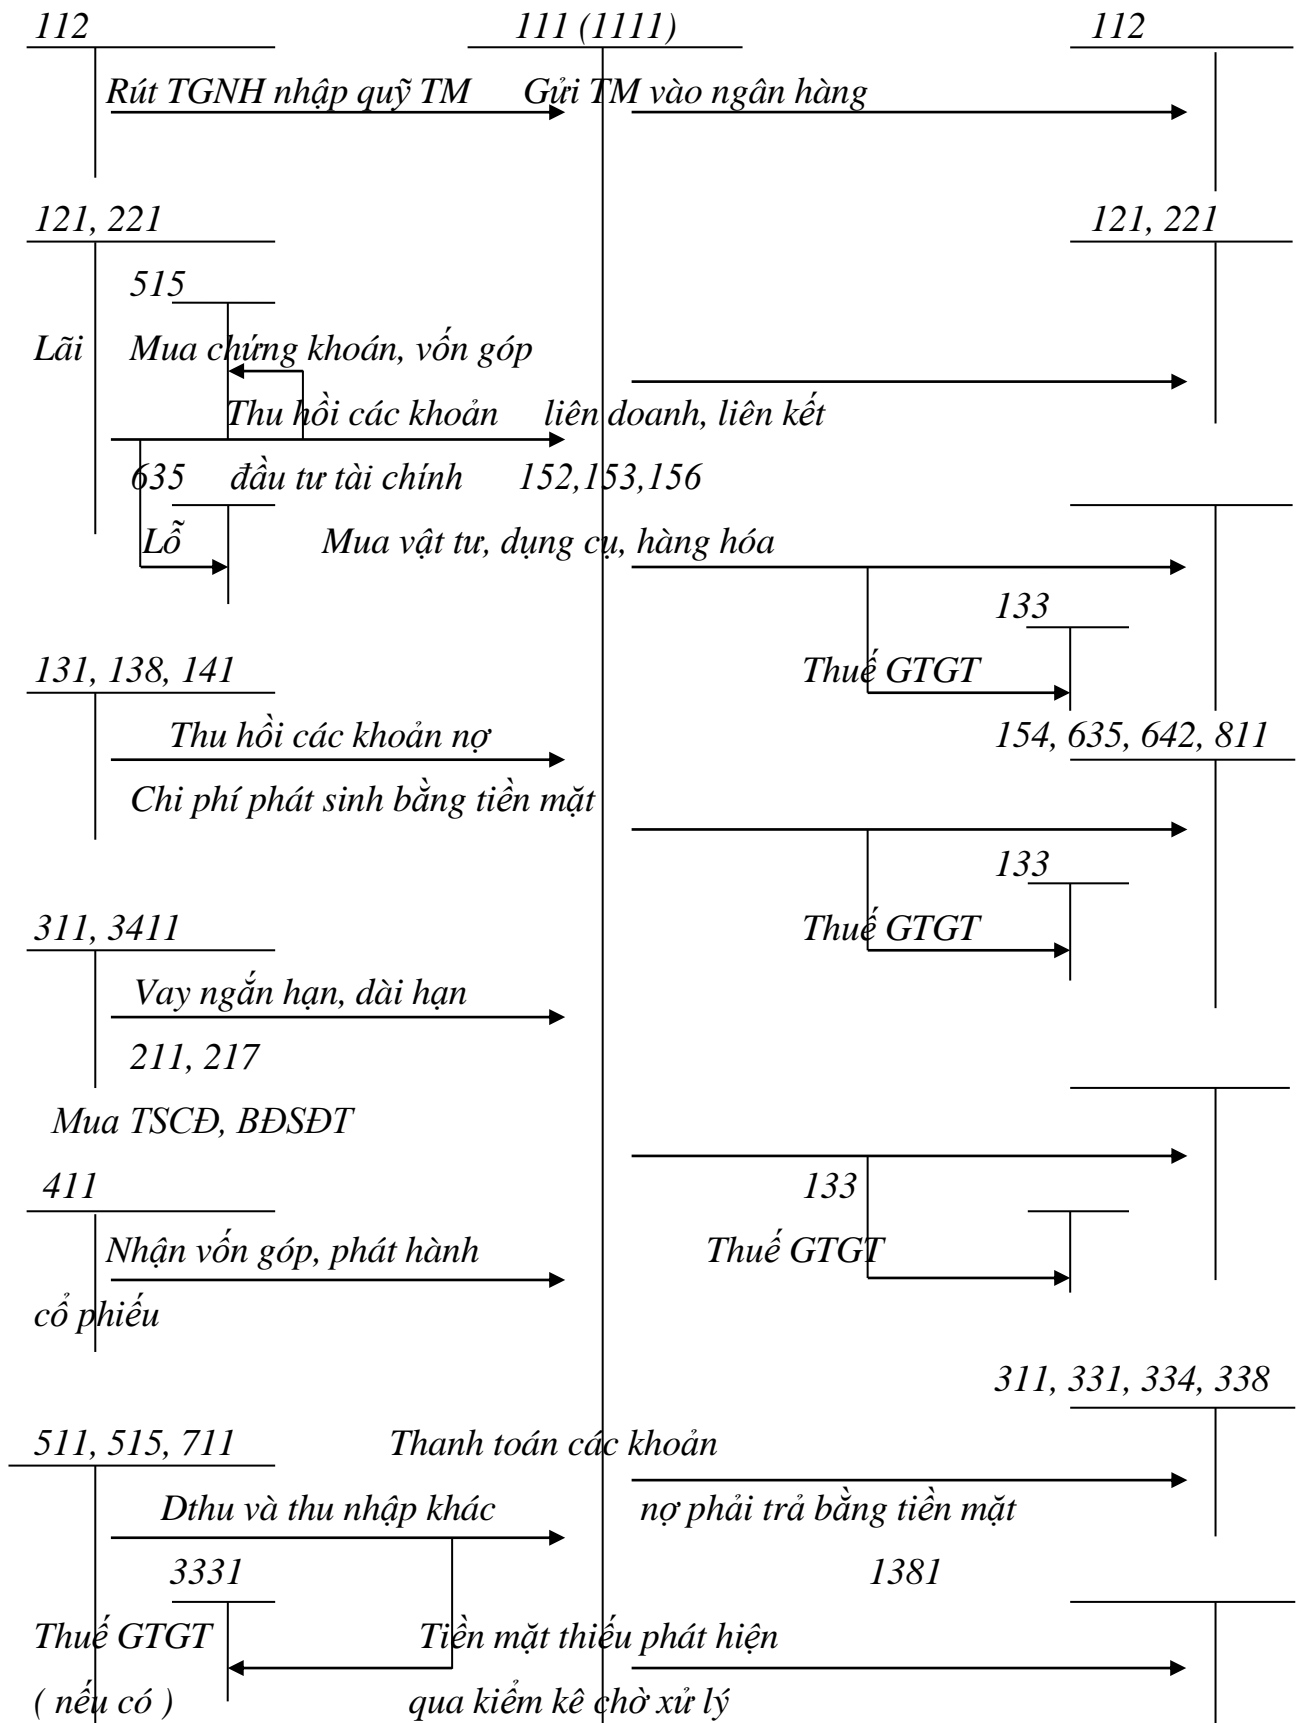 112 111 (1111) 112
Rút TGNH nhập quỹ TM Gửi TM vào ngân hàng
121, 221 121, 221
515
Lãi Mua chứng khoán, vốn góp
Thu hồi các khoản liên doanh, liên kết
635 đầu tư tài chính 152,153,156
Lỗ Mua vật tư, dụng cụ, hàng hóa
133
131, 138, 141 Thuế GTGT
Thu hồi các khoản nợ 154, 635, 642, 811
Chi phí phát sinh bằng tiền mặt
133
311, 3411 Thuế GTGT
Vay ngắn hạn, dài hạn
211, 217
Mua TSCĐ, BĐSĐT
411 133
Nhận vốn góp, phát hành Thuế GTGT
cổ phiếu
311, 331, 334, 338
511, 515, 711 Thanh toán các khoản
Dthu và thu nhập khác nợ phải trả bằng tiền mặt
3331 1381
Thuế GTGT Tiền mặt thiếu phát hiện
( nếu có ) qua kiểm kê chờ xử lý